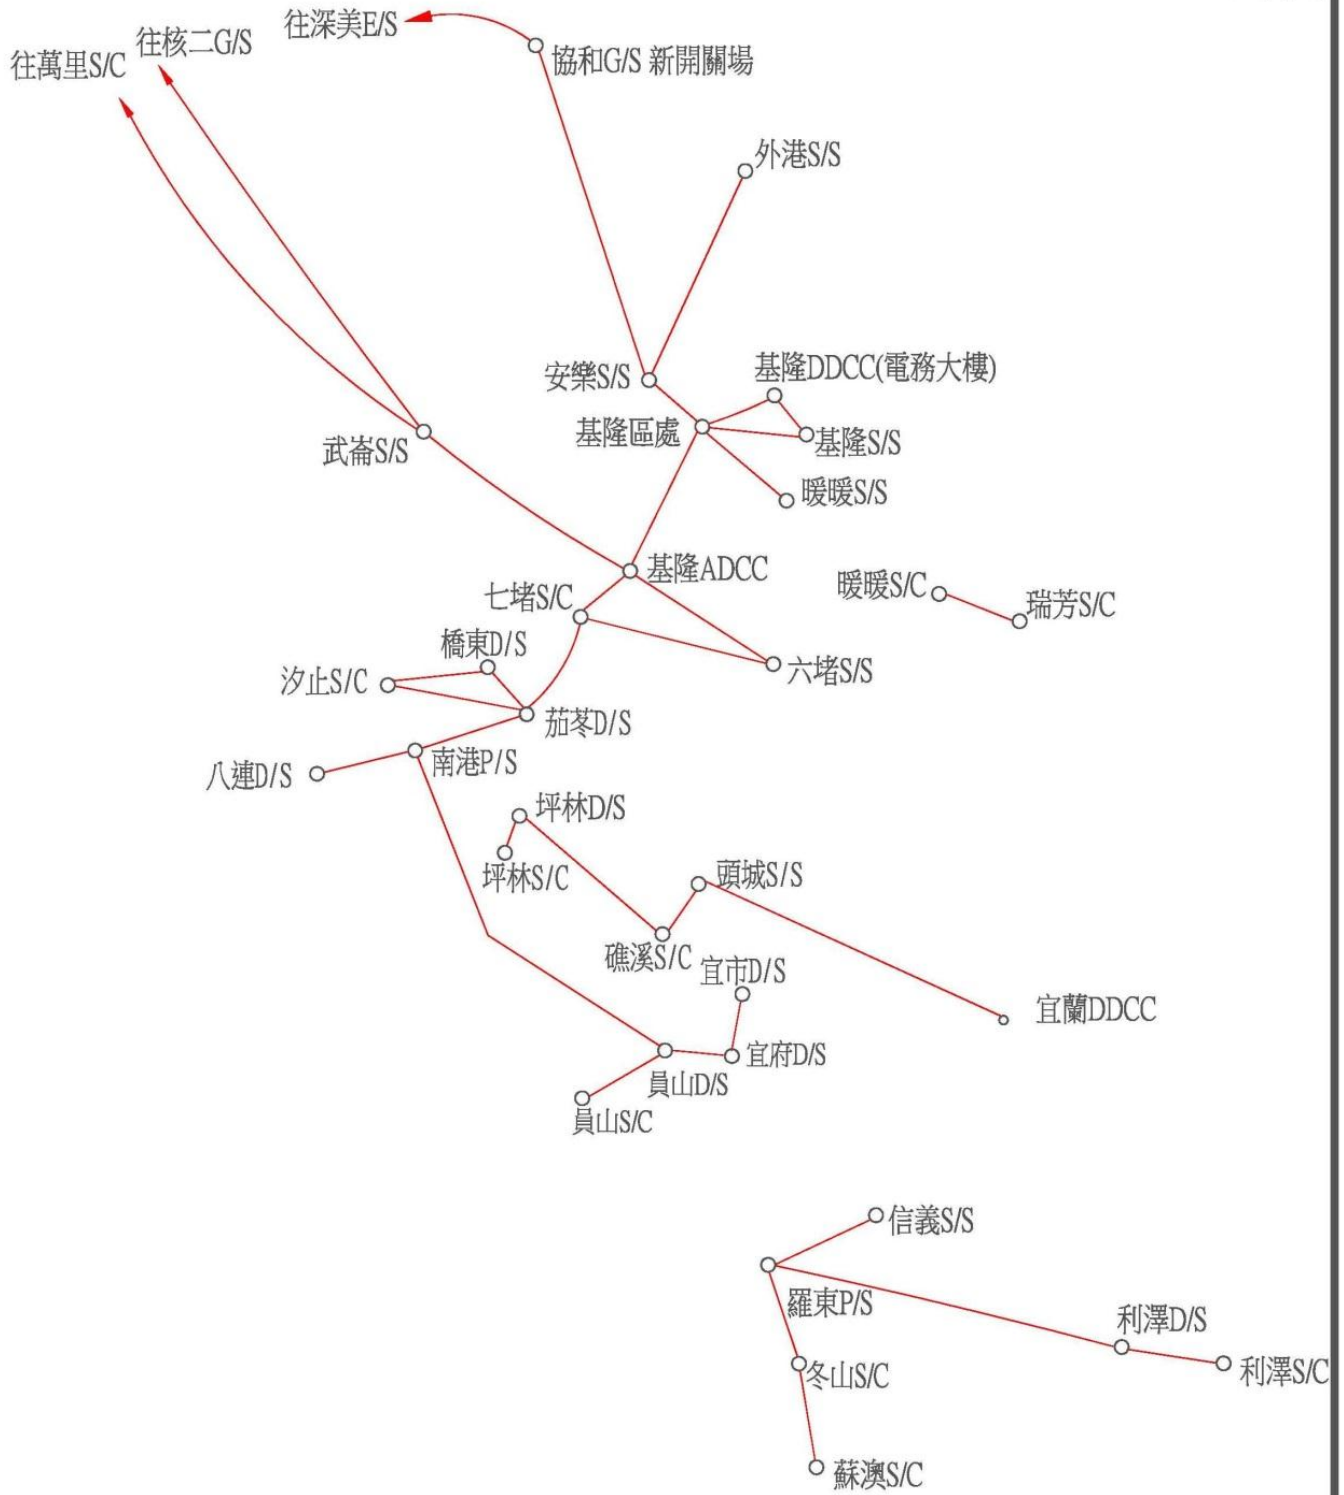 往深美E/S
往核二G/S
往萬里S/C
協和G/S 新開關場
外港S/S
安樂S/S
基隆DDCC(電務大樓)
基隆區處
基隆S/S
武崙S/S
暖暖S/S
基隆ADCC
暖暖S/C
七堵S/C
瑞芳S/C
橋東D/S
六堵S/S
汐止S/C
茄苳D/S
南港P/S
八連D/S
坪林D/S
坪林S/C
頭城S/S
礁溪S/C
宜市D/S
宜蘭DDCC
宜府D/S
員山D/S
員山S/C
信義S/S
羅東P/S
利澤D/S
利澤S/C
冬山S/C
蘇澳S/C